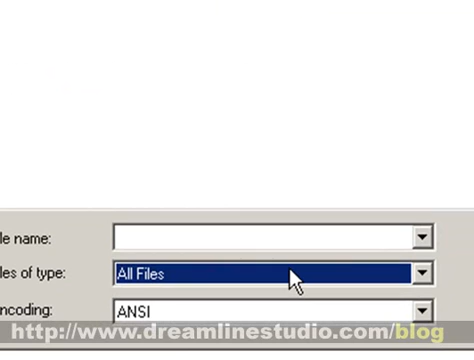 le name:
les of type: All Files
ncoding: ANSI
http://www.dreamlinestudio.com/blog